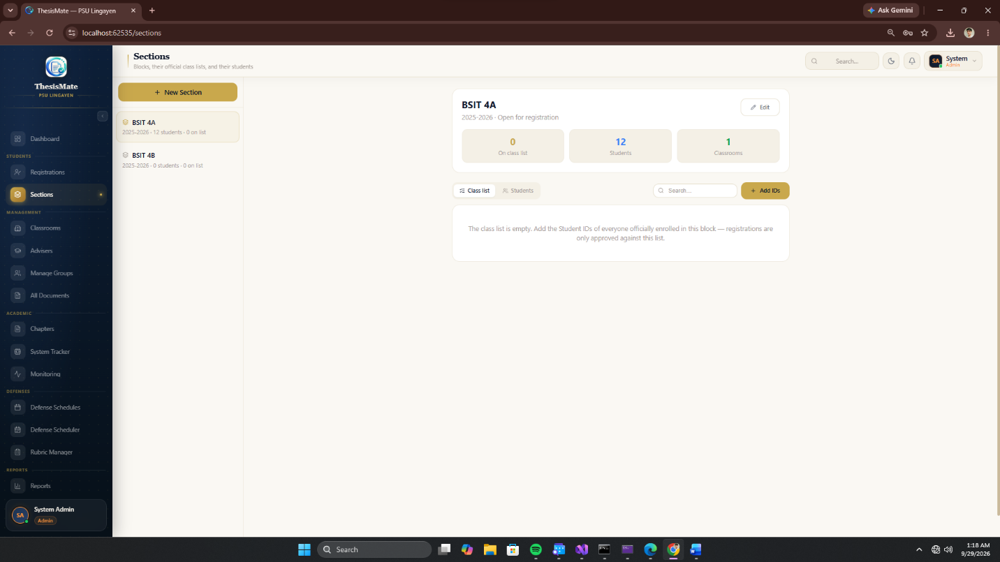 ThesisMate — PSU Lingayen
Ask Gemini
localhost:62535/sections
ThesisMate
PSU LINGAYEN
Dashboard
STUDENTS
Registrations
Sections
MANAGEMENT
Classrooms
Advisers
Manage Groups
All Documents
ACADEMIC
Chapters
System Tracker
Monitoring
DEFENSES
Defense Schedules
Defense Scheduler
Rubric Manager
REPORTS
Reports
SA
System Admin
Admin
Sections
Blocks, their official class lists, and their students
Search...
SA
System
Admin
+ New Section
BSIT 4A
2025-2026 · 12 students · 0 on list
BSIT 4B
2025-2026 · 0 students · 0 on list
BSIT 4A
2025-2026 · Open for registration
Edit
0
On class list
12
Students
1
Classrooms
Class list
Students
Search...
+ Add IDs
The class list is empty. Add the Student IDs of everyone officially enrolled in this block — registrations are
only approved against this list.
Search
1:18 AM
9/29/2026